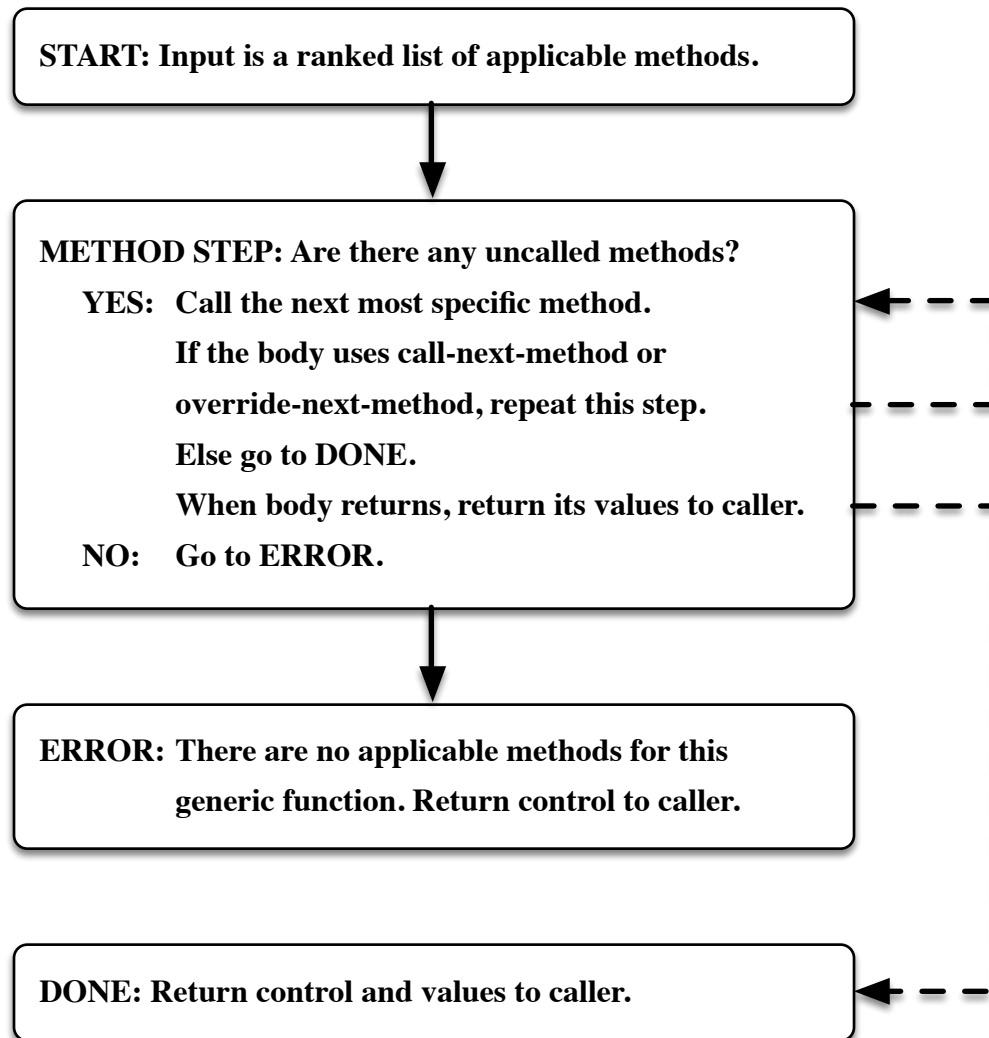 START: Input is a ranked list of applicable methods.
METHOD STEP: Are there any uncalled methods?
YES: Call the next most specific method.
If the body uses call-next-method or
override-next-method, repeat this step.
Else go to DONE.
When body returns, return its values to caller.
NO: Go to ERROR.
ERROR: There are no applicable methods for this
generic function. Return control to caller.
DONE: Return control and values to caller.